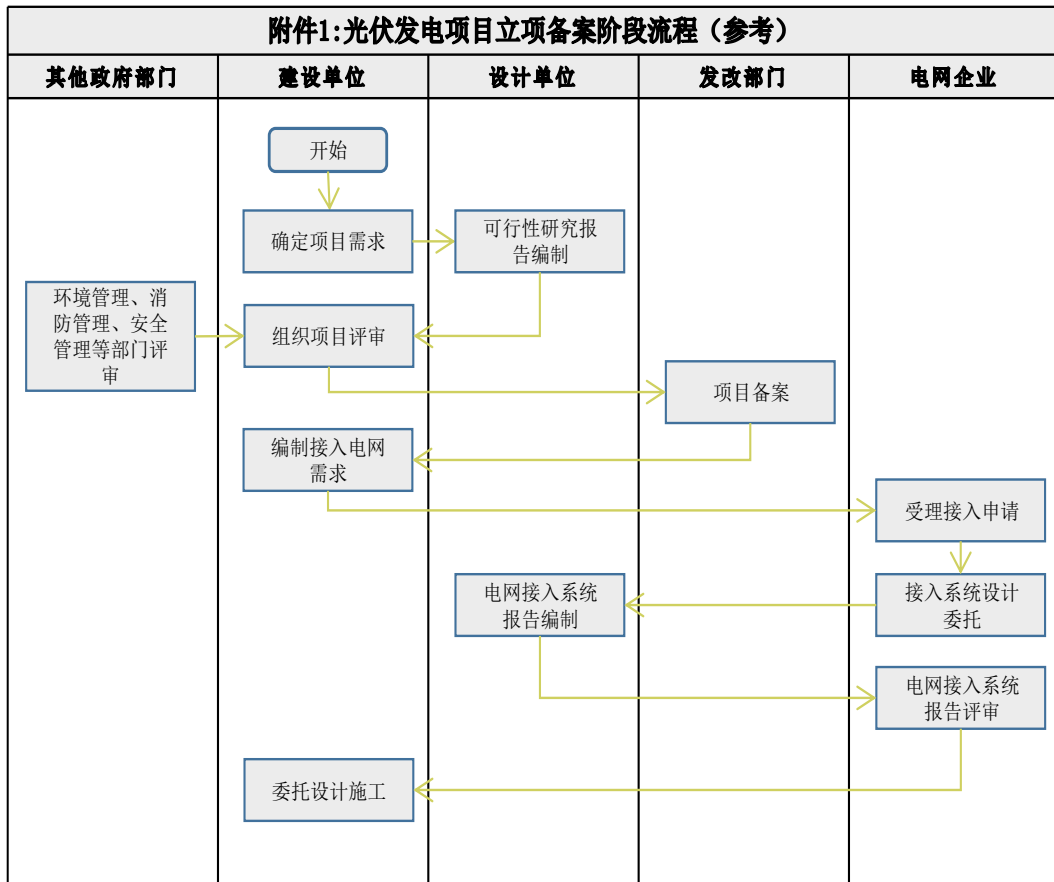 附件1:光伏发电项目立项备案阶段流程（参考）
其他政府部门
建设单位
设计单位
发改部门
电网企业
开始
确定项目需求
可行性研究报
告编制
环境管理、消
防管理、安全
管理等部门评
审
组织项目评审
项目备案
编制接入电网
需求
受理接入申请
电网接入系统
报告编制
接入系统设计
委托
电网接入系统
报告评审
委托设计施工